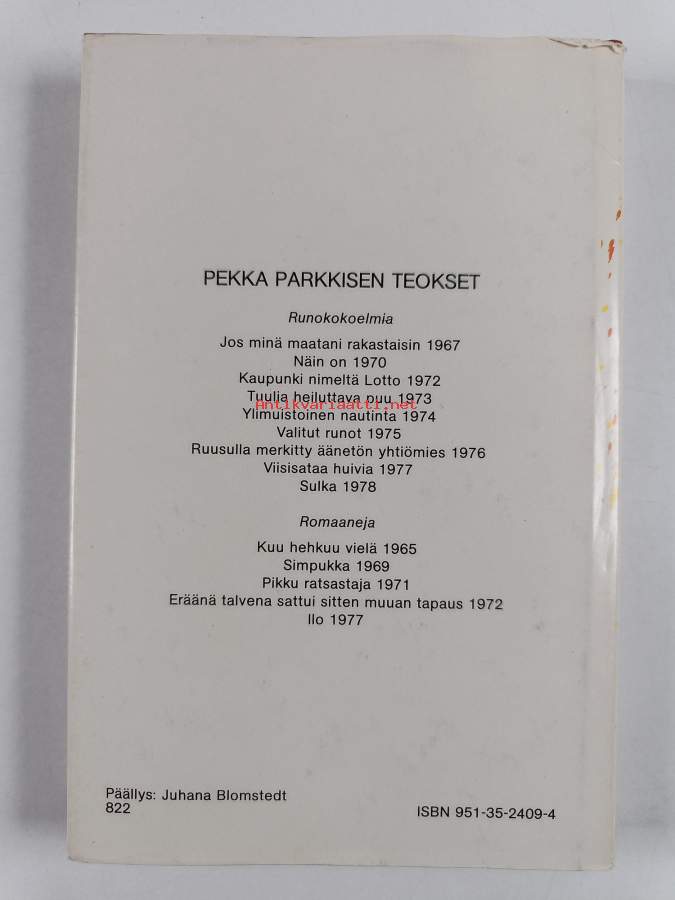 PEKKA PARKKISEN TEOKSET
Runokokoelmia
Jos minä maatani rakastaisin 1967
Näin on 1970
Kaupunki nimeltä Lotto 1972
Tuulia heiluttava puu 1973
Antikvariaatti.net
Ylimuistoinen nautinta 1974
Valitut runot 1975
Ruusulla merkitty äänetön yhtiömies 1976
Viisisataa huivia 1977
Sulka 1978
Romaaneja
Kuu hehkuu vielä 1965
Simpukka 1969
Pikku ratsastaja 1971
Eräänä talvena sattui sitten muuan tapaus 1972
Ilo 1977
Päällys: Juhana Blomstedt
822
ISBN 951-35-2409-4